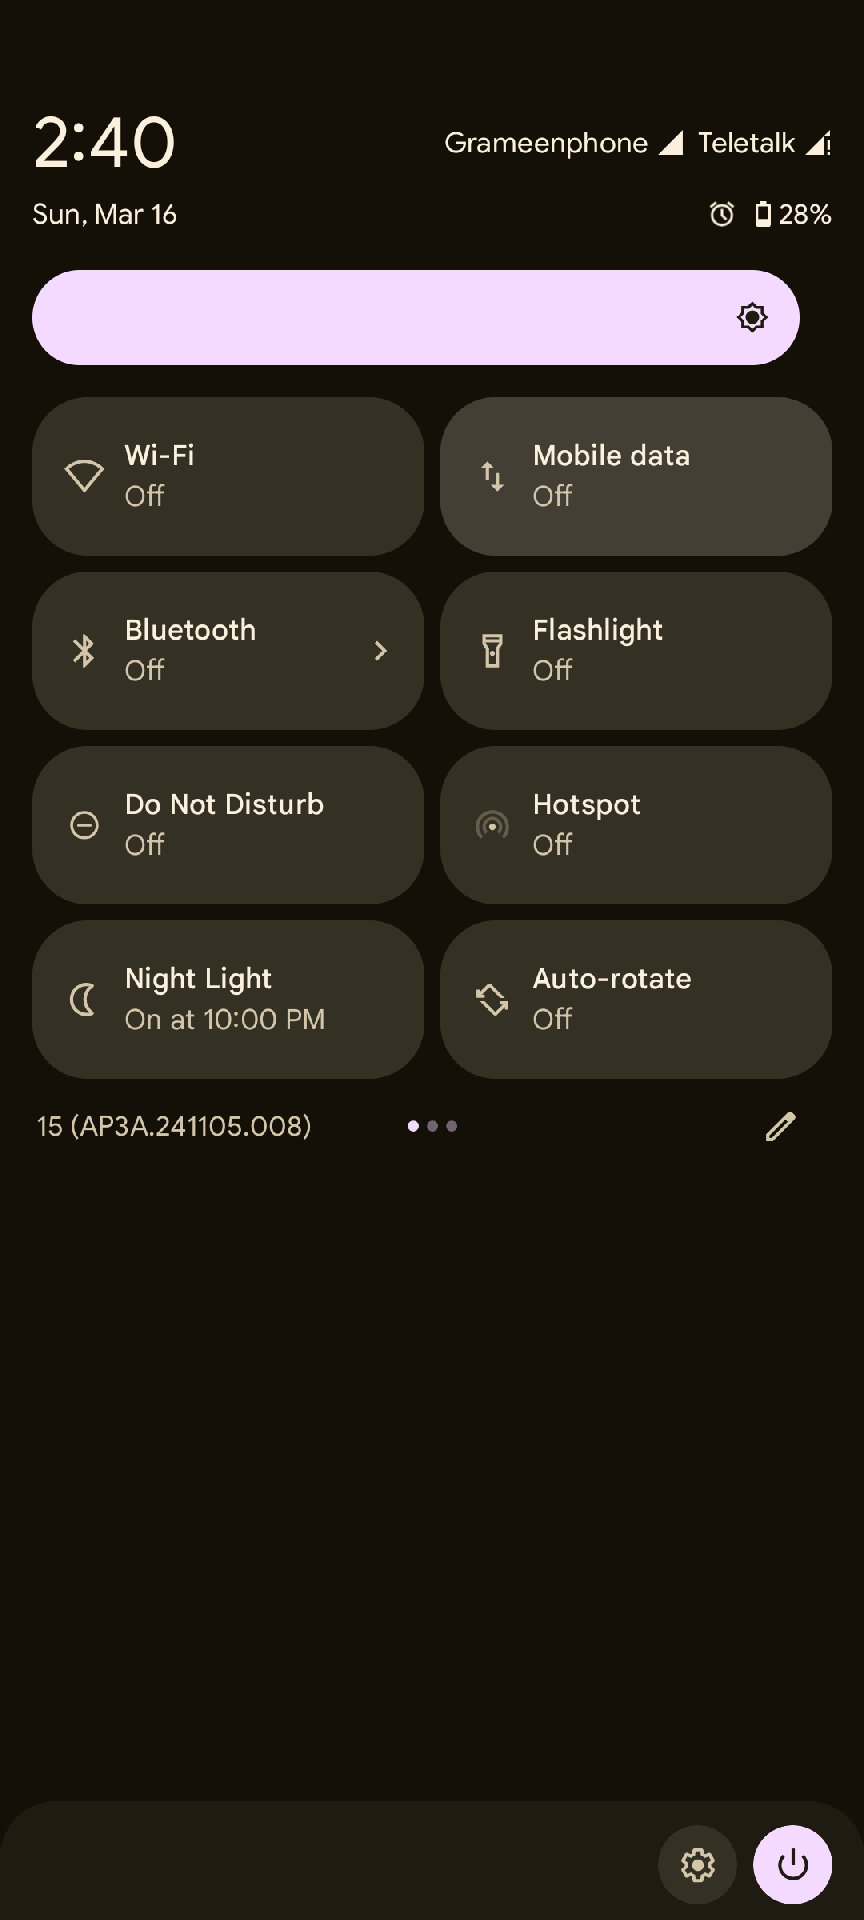 2:40
Grameenphone Teletalk
Sun, Mar 16
28%
Wi-Fi
Off
Mobile data
Off
Bluetooth
Off
Flashlight
Off
Do Not Disturb
Off
Hotspot
Off
Night Light
On at 10:00 PM
Auto-rotate
Off
15 (AP3A.241105.008)